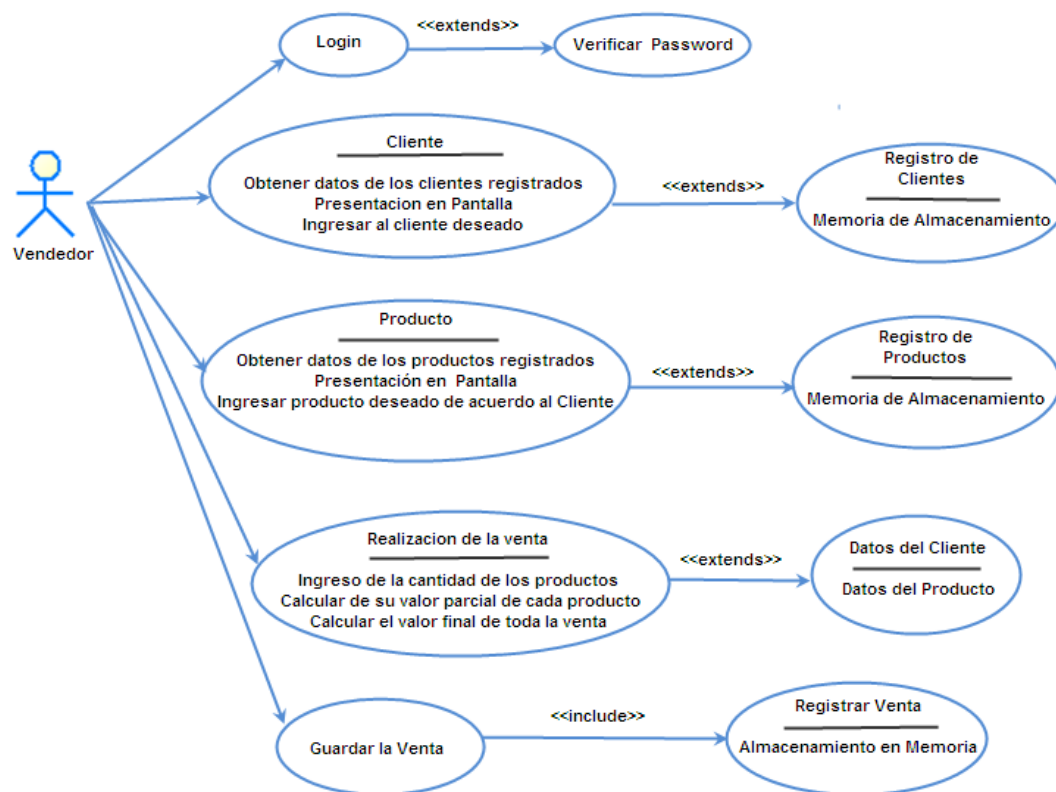 Login
<<extends>>
Verificar Password
Vendedor
Cliente
Obtener datos de los clientes registrados
Presentacion en Pantalla
Ingresar al cliente deseado
<<extends>>
Registro de
Clientes
Memoria de Almacenamiento
Producto
Obtener datos de los productos registrados
Presentación en Pantalla
Ingresar producto deseado de acuerdo al Cliente
<<extends>>
Registro de
Productos
Memoria de Almacenamiento
Realizacion de la venta
Ingreso de la cantidad de los productos
Calcular de su valor parcial de cada producto
Calcular el valor final de toda la venta
<<extends>>
Datos del Cliente
Datos del Producto
Guardar la Venta
<<include>>
Registrar Venta
Almacenamiento en Memoria